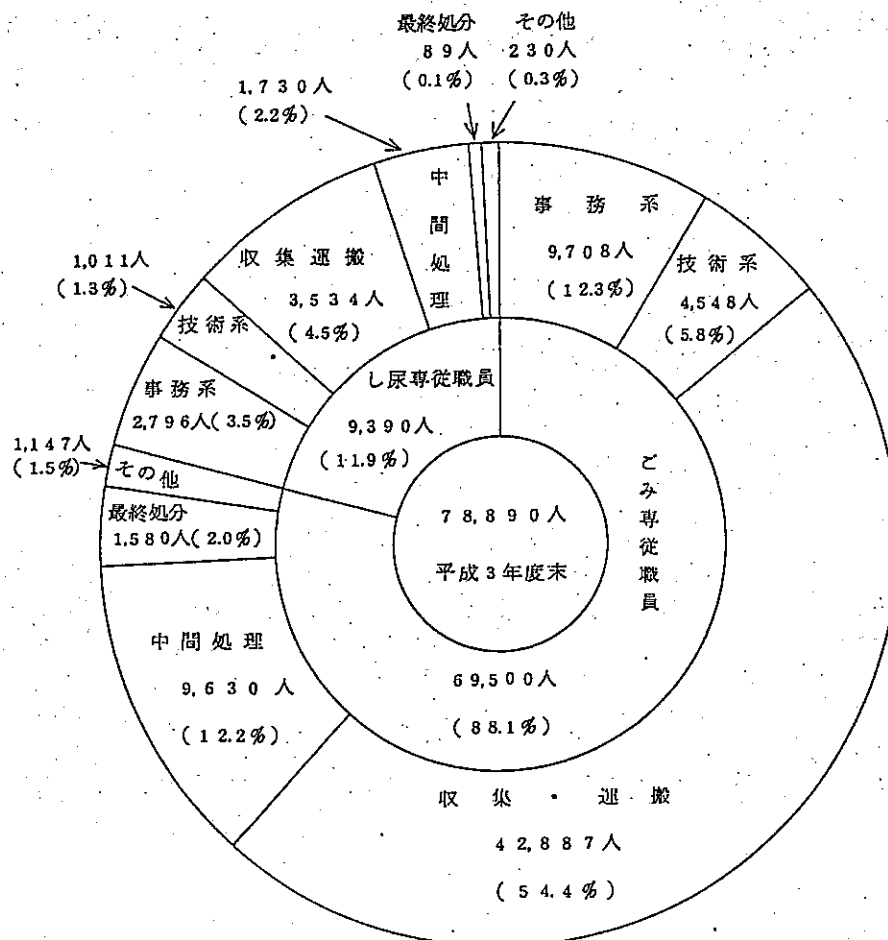 最終処分
89人
(0.1%)
その他
230人
(0.3%)
1,730人
(2.2%)
中間処理
事務系
9,708人
(12.3%)
技術系
4,548人
(5.8%)
収集運搬
3,534人
(4.5%)
1,011人
(1.3%)
技術系
事務系
2,796人(3.5%)
1,147人
(1.5%)
その他
最終処分
1,580人(2.0%)
中間処理
9,630人
(12.2%)
収集・運搬
42,887人
(54.4%)
し尿専従職員
9,390人
(11.9%)
ごみ専従職員
69,500人
(88.1%)
78,890人
平成3年度末